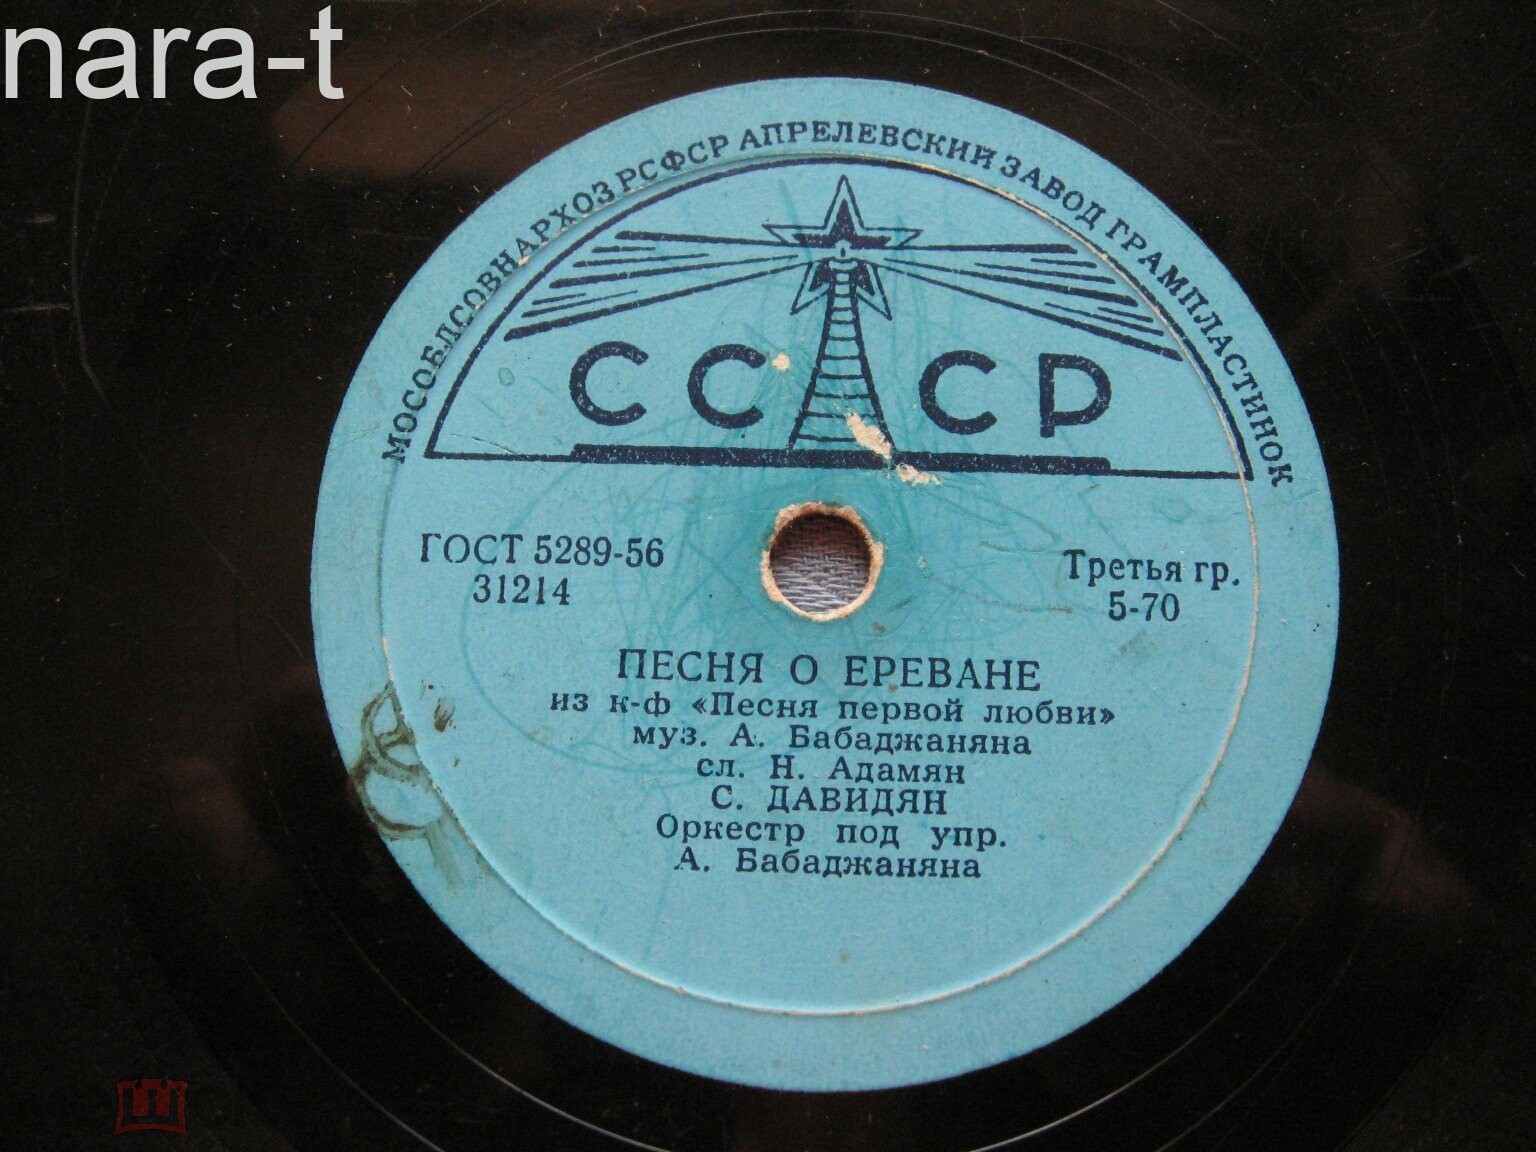 nara-t
МОСОБЛСОВНАРХОЗ РСФСР АПРЕЛЕВСКИЙ ЗАВОД ГРАМПЛАСТИНОК
СССР
ГОСТ 5289-56
31214
Третья гр.
5-70
ПЕСНЯ О ЕРЕВАНЕ
из к-ф «Песня первой любви»
муз. А. Бабаджаняна
сл. Н. Адамян
С. ДАВИДЯН
Оркестр под упр.
А. Бабаджаняна